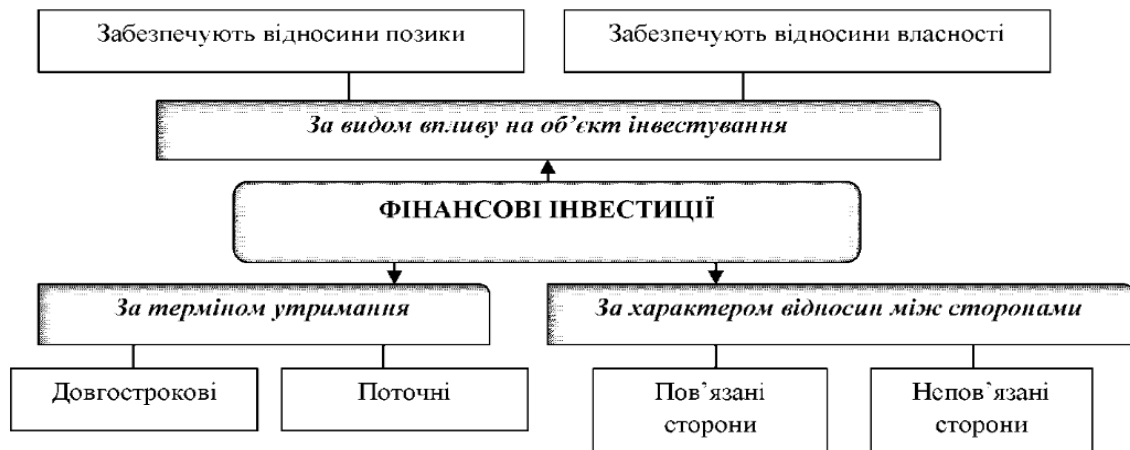 Забезпечують відносини позики
Забезпечують відносини власності
За видом впливу на об’єкт інвестування
ФІНАНСОВІ ІНВЕСТИЦІЇ
За терміном утримання
За характером відносин між сторонами
Довгострокові
Поточні
Пов`язані
сторони
Непов`язані
сторони